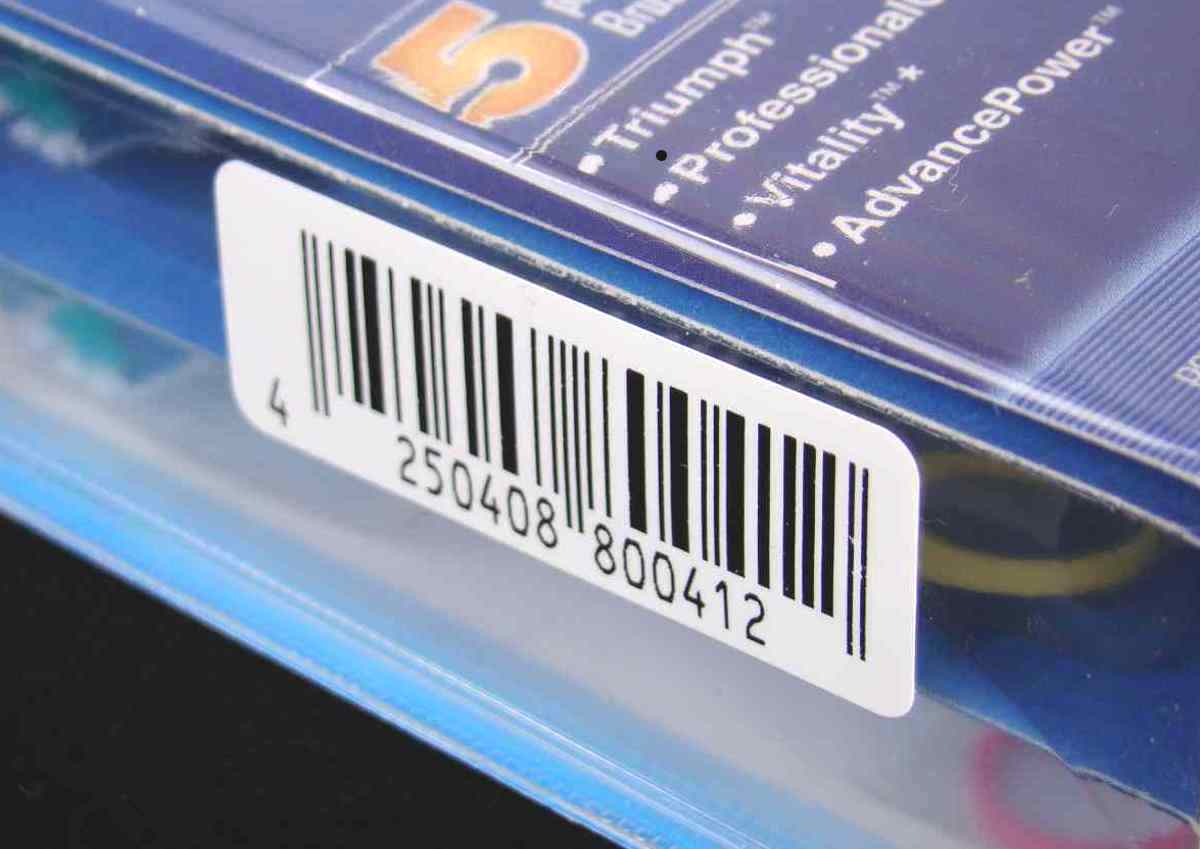 5
• Triumph™
• Professional
• Vitality™*
• AdvancePower™
4 250408 800412